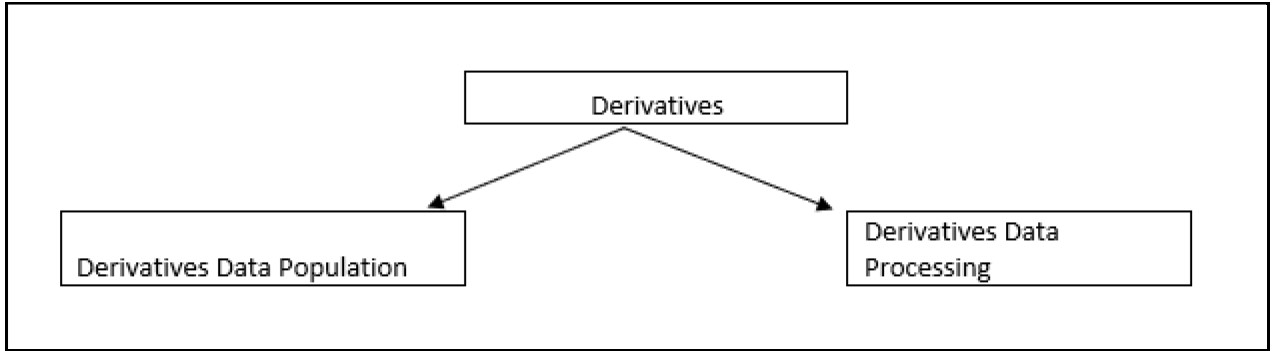 Derivatives
Derivatives Data Population
Derivatives Data
Processing